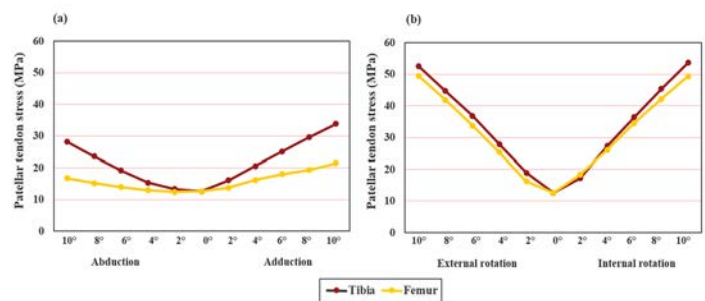 (a)
Patellar tendon stress (MPa)
60
50
40
30
20
10
0
10° 8° 6° 4° 2° 0° 2° 4° 6° 8° 10°
Abduction Adduction
(b)
Patellar tendon stress (MPa)
60
50
40
30
20
10
0
10° 8° 6° 4° 2° 0° 2° 4° 6° 8° 10°
External rotation Internal rotation
Tibia Femur